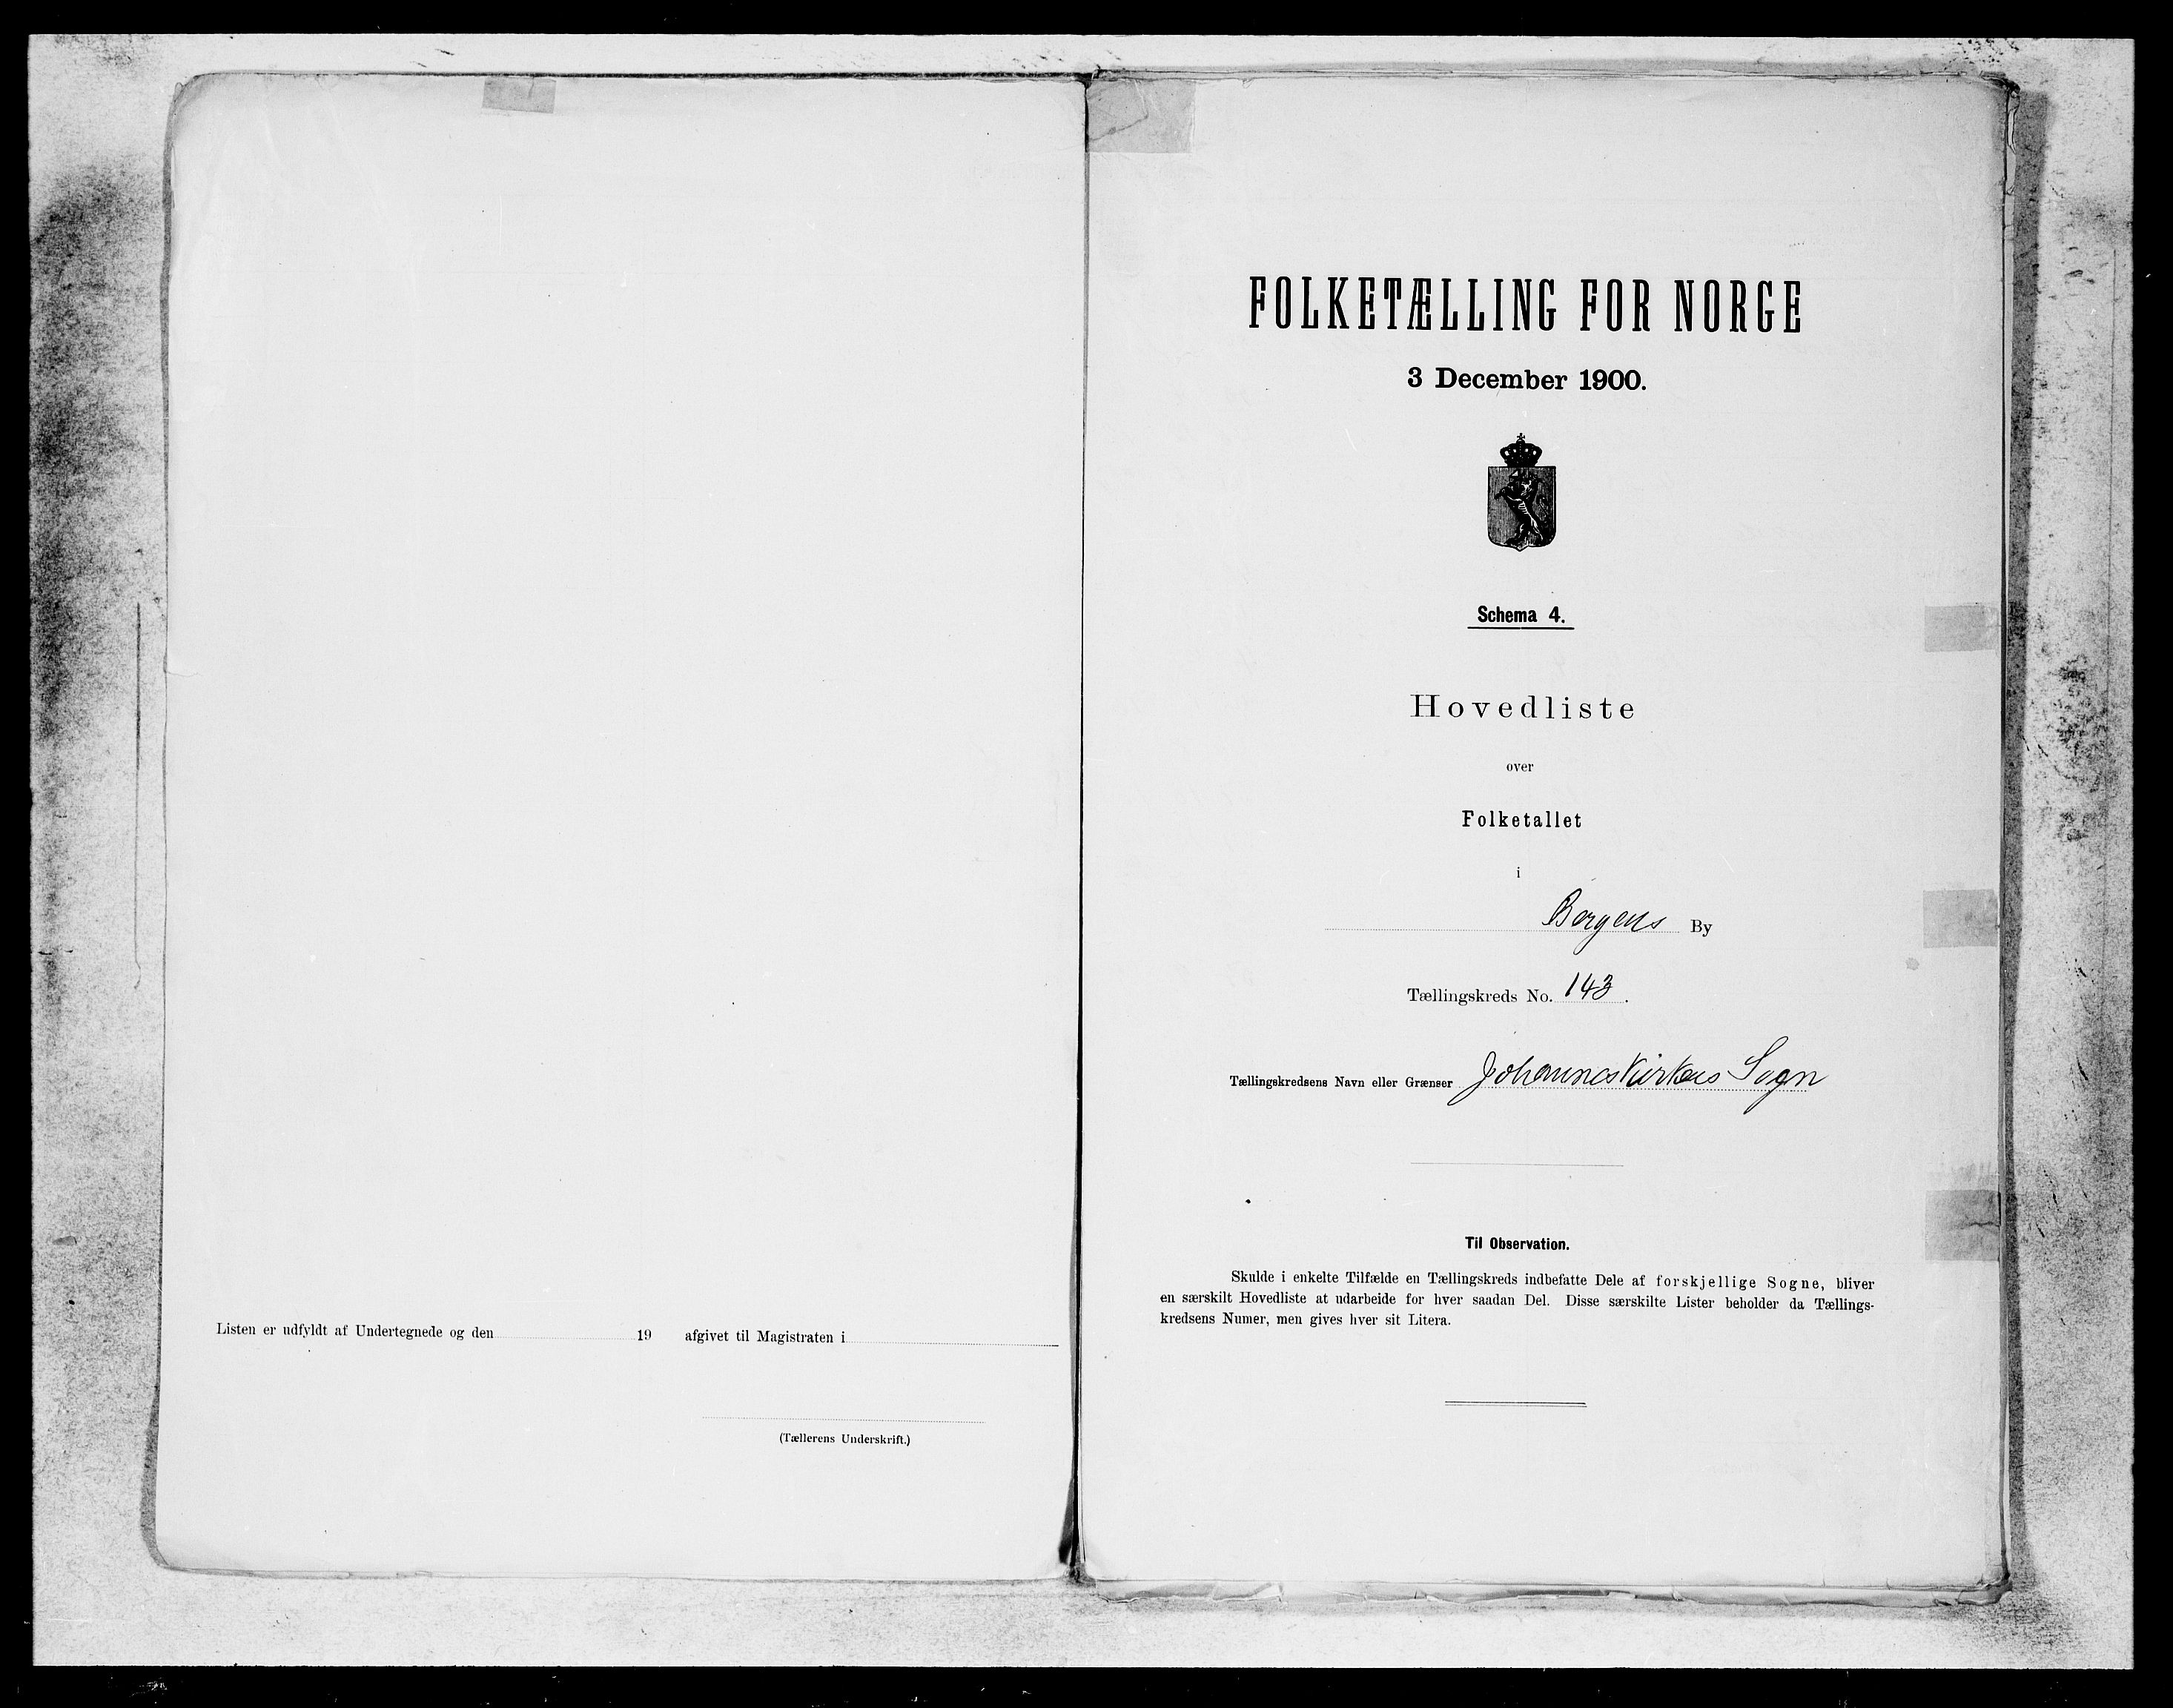 Listen er udfyldt af Undertegnede og den 19 afgivet til Magistraten i
(Tællerens Underskrift.)
FOLKETÆLLING FOR NORGE
3 December 1900.
Schema 4.
Hovedliste
over
Folketallet
i
Bergens By
Tællingskreds No. 143.
Tællingskredsens Navn eller Grænser Johanneskirkens Sogn
Til Observation.
Skulde i enkelte Tilfælde en Tællingskreds indbefatte Dele af forskjellige Sogne, bliver
en særskilt Hovedliste at udarbeide for hver saadan Del. Disse særskilte Lister beholder da Tællings-
kredsens Numer, men gives hver sit Litera.